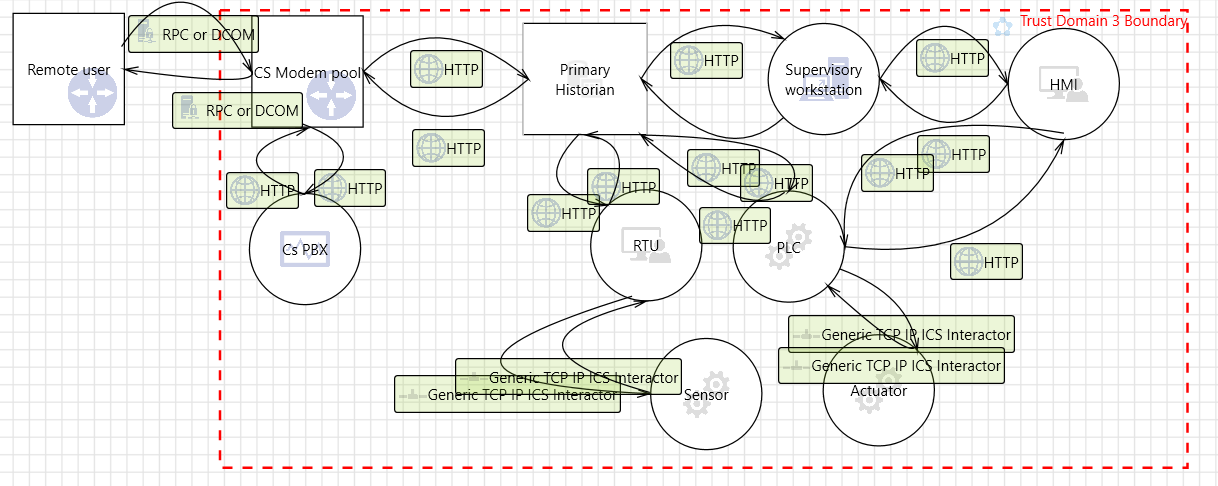 Trust Domain 3 Boundary
RPC or DCOM
Remote user
CS Modem pool
HTTP
Primary
Historian
HTTP
Supervisory
workstation
HTTP
HMI
RPC or DCOM
HTTP
HTTP
HTTP
HTTP
HTTP
HTTP
HTTP
HTTP
HTTP
HTTP
HTTP
Cs PBX
RTU
PLC
HTTP
Generic TCP IP ICS Interactor
Generic TCP IP ICS Interactor
Generic TCP IP ICS Interactor
Generic TCP IP ICS Interactor
Sensor
Actuator